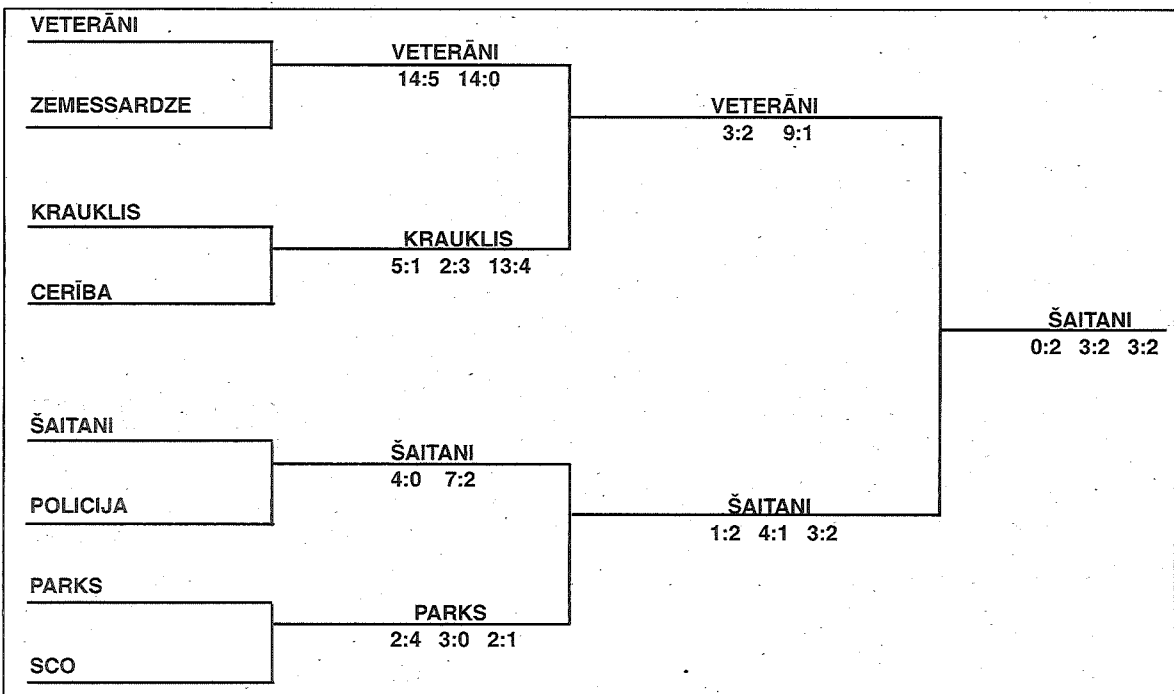 VETERĀNI
VETERĀNI
14:5 14:0
ZEMESSARDZE
VETERĀNI
3:2 9:1
KRAUKLIS
KRAUKLIS
5:1 2:3 13:4
CERĪBA
ŠAITANI
0:2 3:2 3:2
ŠAITANI
ŠAITANI
4:0 7:2
POLICIJA
ŠAITANI
1:2 4:1 3:2
PARKS
PARKS
2:4 3:0 2:1
SCO